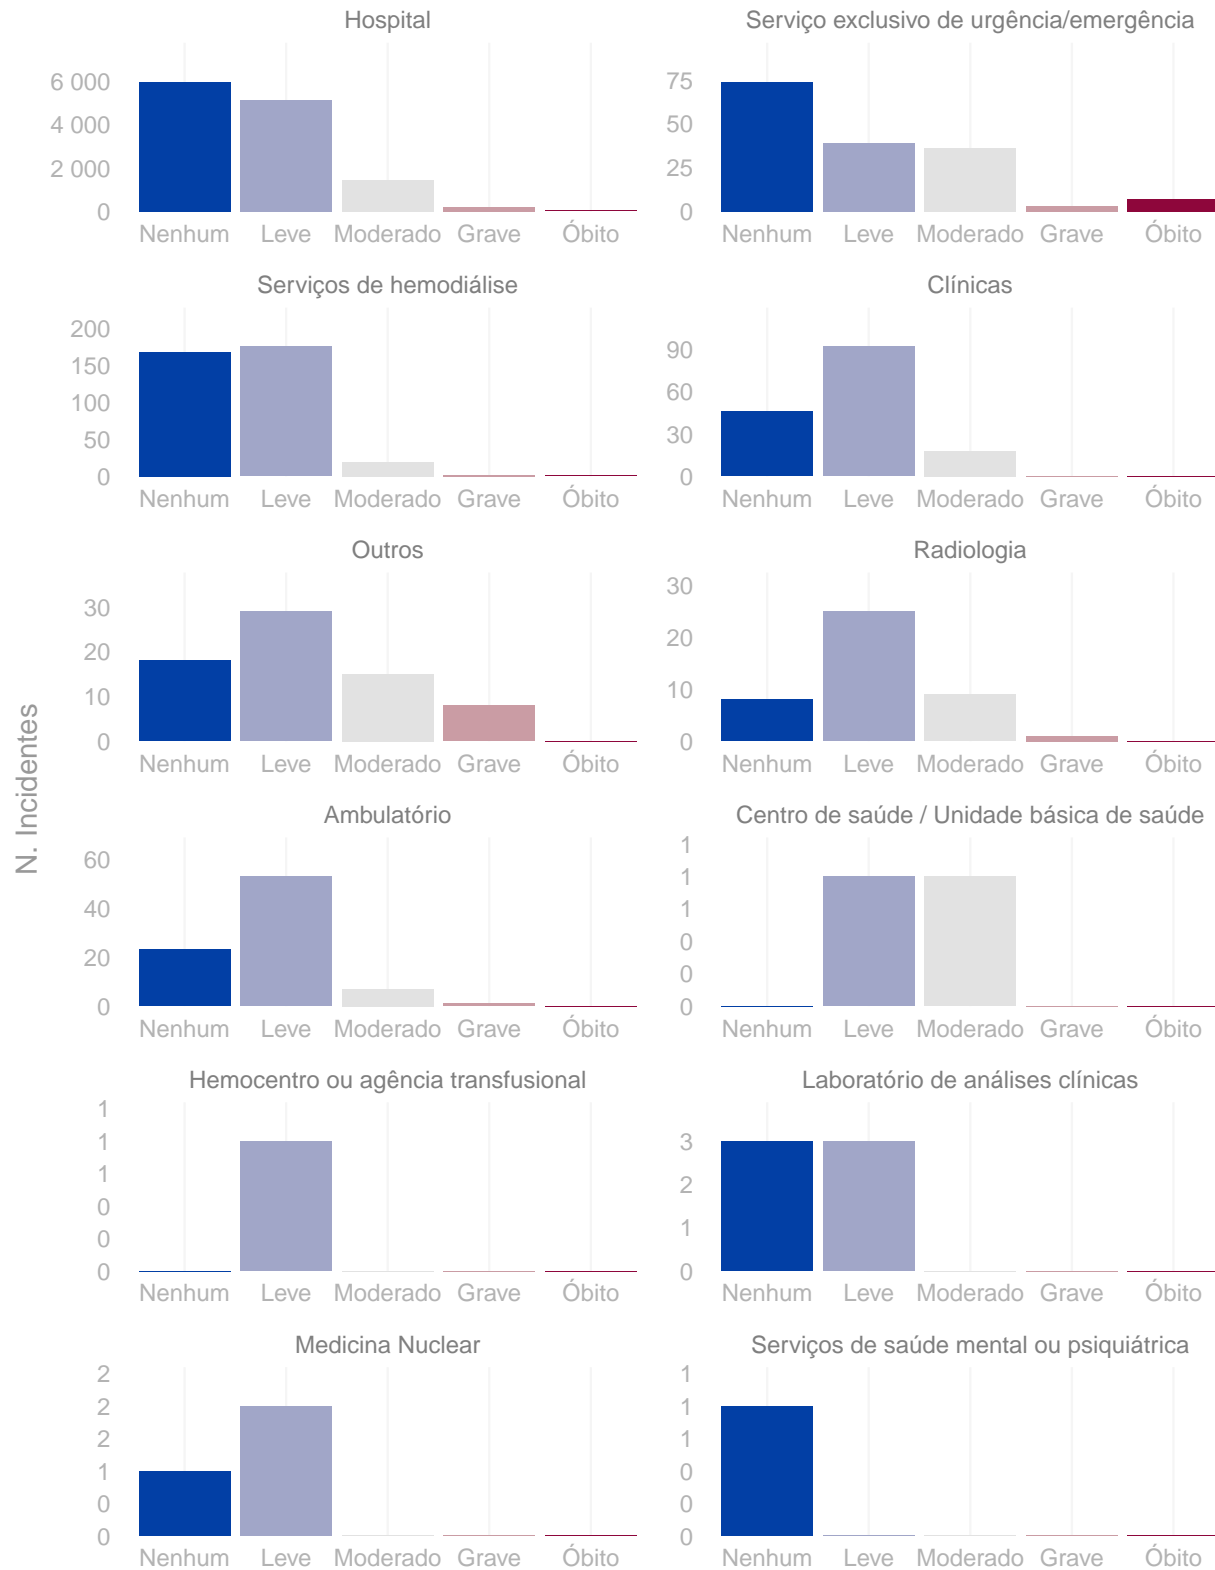 Hospital
6 000
4 000
2 000
0
Nenhum Leve Moderado Grave Óbito
Serviço exclusivo de urgência/emergência
75
50
25
0
Nenhum Leve Moderado Grave Óbito
Serviços de hemodiálise
200
150
100
50
0
Nenhum Leve Moderado Grave Óbito
Clínicas
90
60
30
0
Nenhum Leve Moderado Grave Óbito
Outros
30
20
10
0
Nenhum Leve Moderado Grave Óbito
Radiologia
30
20
10
0
Nenhum Leve Moderado Grave Óbito
N. Incidentes
Ambulatório
60
40
20
0
Nenhum Leve Moderado Grave Óbito
Centro de saúde / Unidade básica de saúde
1
1
1
0
0
0
Nenhum Leve Moderado Grave Óbito
Hemocentro ou agência transfusional
1
1
1
0
0
0
Nenhum Leve Moderado Grave Óbito
Laboratório de análises clínicas
3
2
1
0
Nenhum Leve Moderado Grave Óbito
Medicina Nuclear
2
2
2
1
0
0
Nenhum Leve Moderado Grave Óbito
Serviços de saúde mental ou psiquiátrica
1
1
1
0
0
0
Nenhum Leve Moderado Grave Óbito